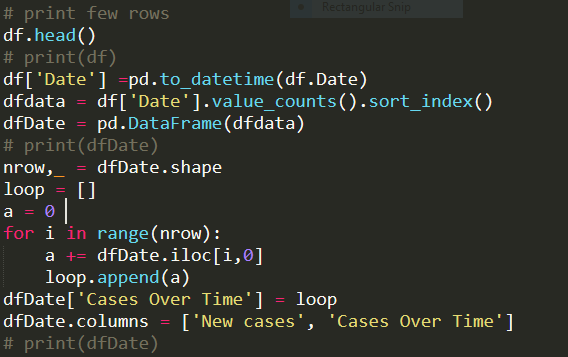 # print few rows
Rectangular Snip
df.head()
# print(df)
df['Date'] =pd.to_datetime(df.Date)
dfdata = df['Date'].value_counts().sort_index()
dfDate = pd.DataFrame(dfdata)
# print(dfDate)
nrow,_ = dfDate.shape
loop = []
a = 0
for i in range(nrow):
    a += dfDate.iloc[i,0]
    loop.append(a)
dfDate['Cases Over Time'] = loop
dfDate.columns = ['New cases', 'Cases Over Time']
# print(dfDate)